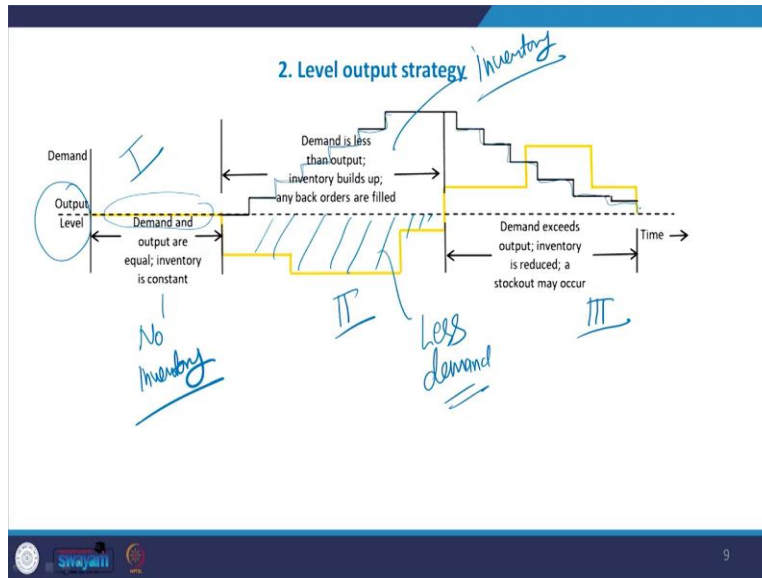 2. Level output strategy
Inventory
Demand
I
Demand is less
than output;
inventory builds up;
any back orders are filled
Output
Level
Demand and
output are
equal; inventory
is constant
Demand exceeds
output; inventory
is reduced; a
stockout may occur
Time
II
III
No
Inventory
Less
demand
swayam
9